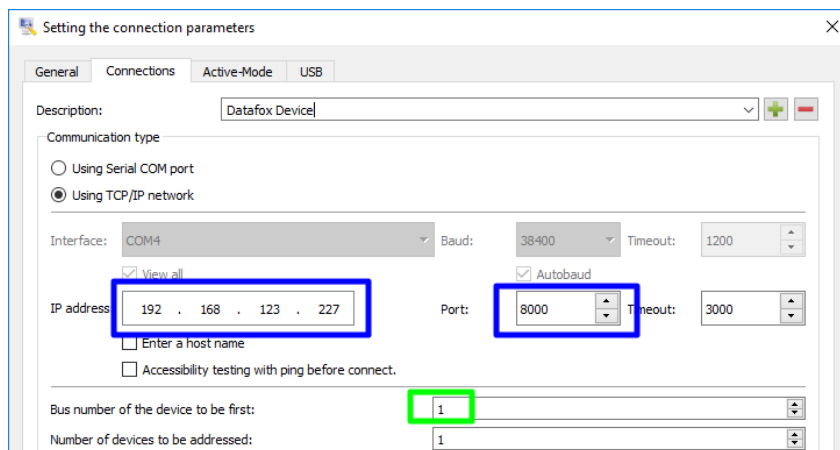 Setting the connection parameters
General Connections Active-Mode USB
Description: Datafox Device
Communication type
Using Serial COM port
Using TCP/IP network
Interface: COM4 Baud: 38400 Timeout: 1200
View all Autobaud
IP address 192 . 168 . 123 . 227 Port: 8000 Timeout: 3000
Enter a host name
Accessibility testing with ping before connect.
Bus number of the device to be first: 1
Number of devices to be addressed: 1